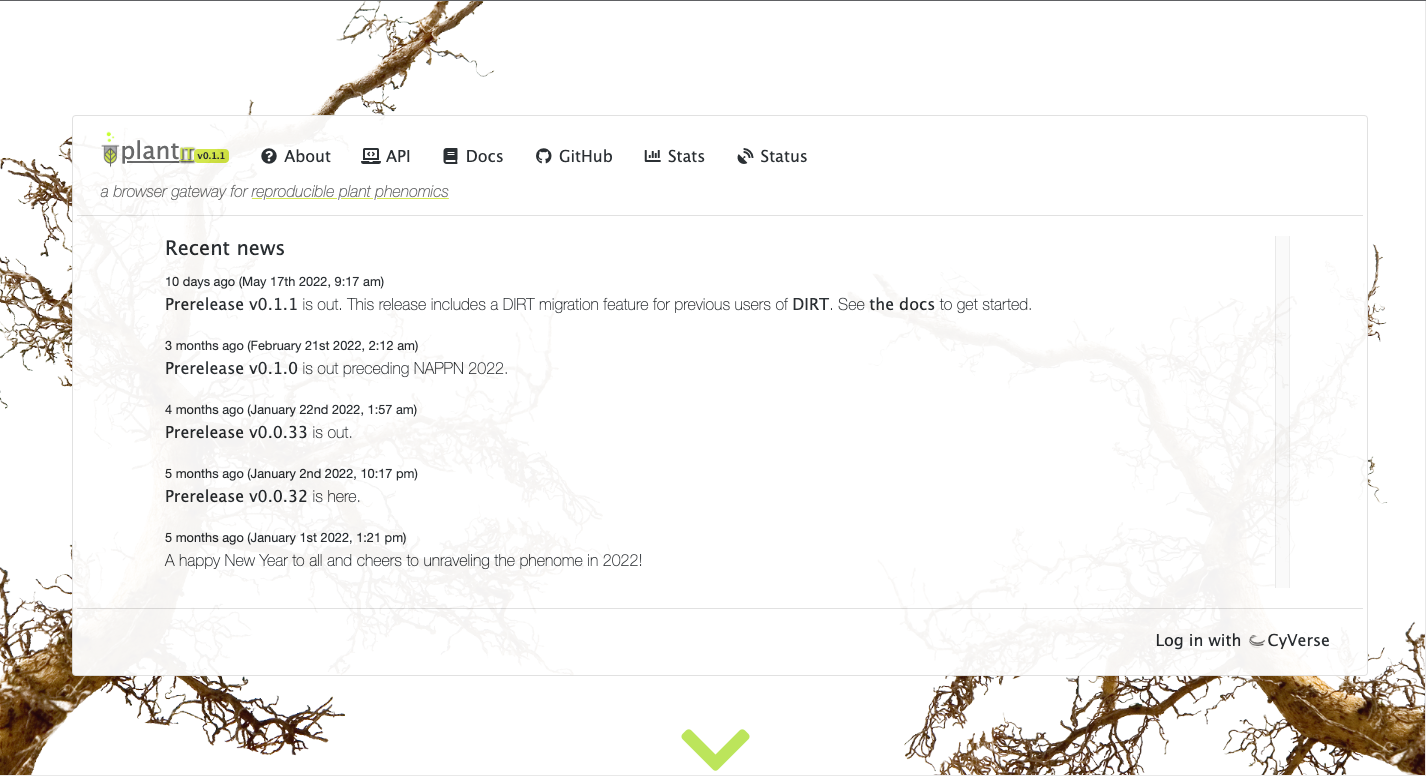 plantIT v0.1.1 About API Docs GitHub Stats Status
a browser gateway for reproducible plant phenomics
Recent news
10 days ago (May 17th 2022, 9:17 am)
Prerelease v0.1.1 is out. This release includes a DIRT migration feature for previous users of DIRT. See the docs to get started.
3 months ago (February 21st 2022, 2:12 am)
Prerelease v0.1.0 is out preceding NAPPN 2022.
4 months ago (January 22nd 2022, 1:57 am)
Prerelease v0.0.33 is out.
5 months ago (January 2nd 2022, 10:17 pm)
Prerelease v0.0.32 is here.
5 months ago (January 1st 2022, 1:21 pm)
A happy New Year to all and cheers to unraveling the phenome in 2022!
Log in with CyVerse